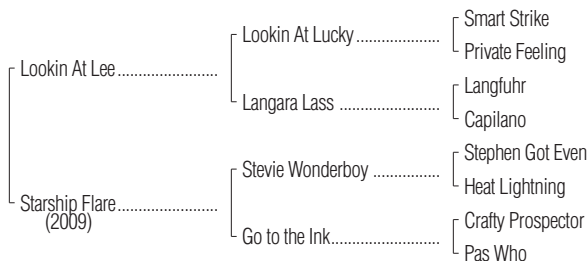 Smart Strike
Lookin At Lucky ....................
Private Feeling
Lookin At Lee ........................
Langfuhr
Langara Lass ........................
Capilano
Stephen Got Even
Stevie Wonderboy .................
Heat Lightning
Starship Flare ........................
(2009)
Crafty Prospector
Go to the Ink ..........................
Pas Who